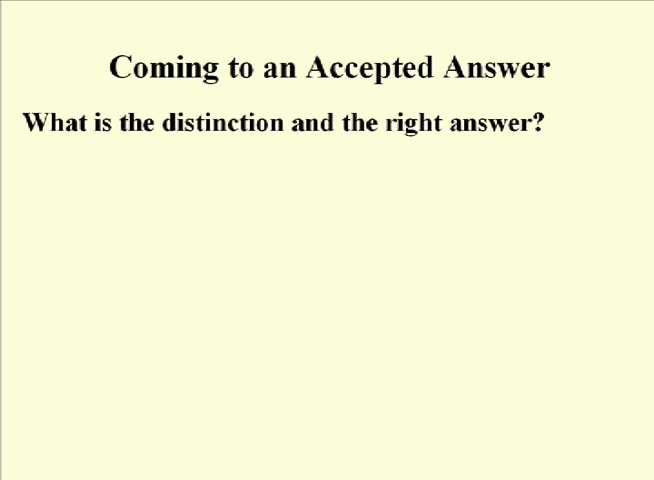 Coming to an Accepted Answer
What is the distinction and the right answer?